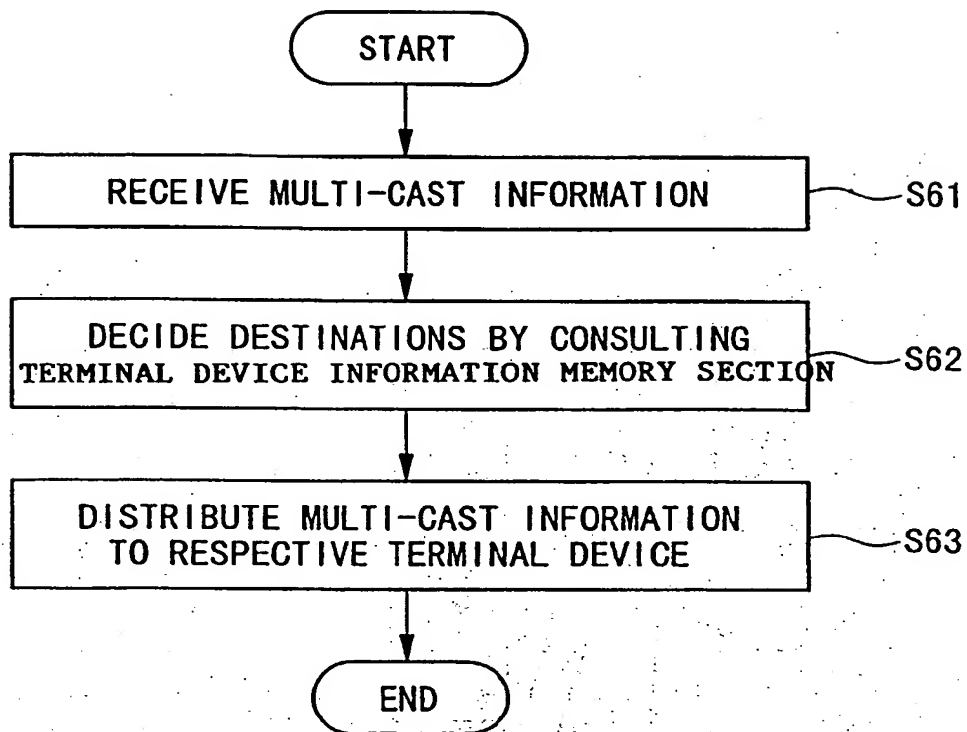 START
RECEIVE MULTI-CAST INFORMATION
S61
DECIDE DESTINATIONS BY CONSULTING
TERMINAL DEVICE INFORMATION MEMORY SECTION
S62
DISTRIBUTE MULTI-CAST INFORMATION
TO RESPECTIVE TERMINAL DEVICE
S63
END